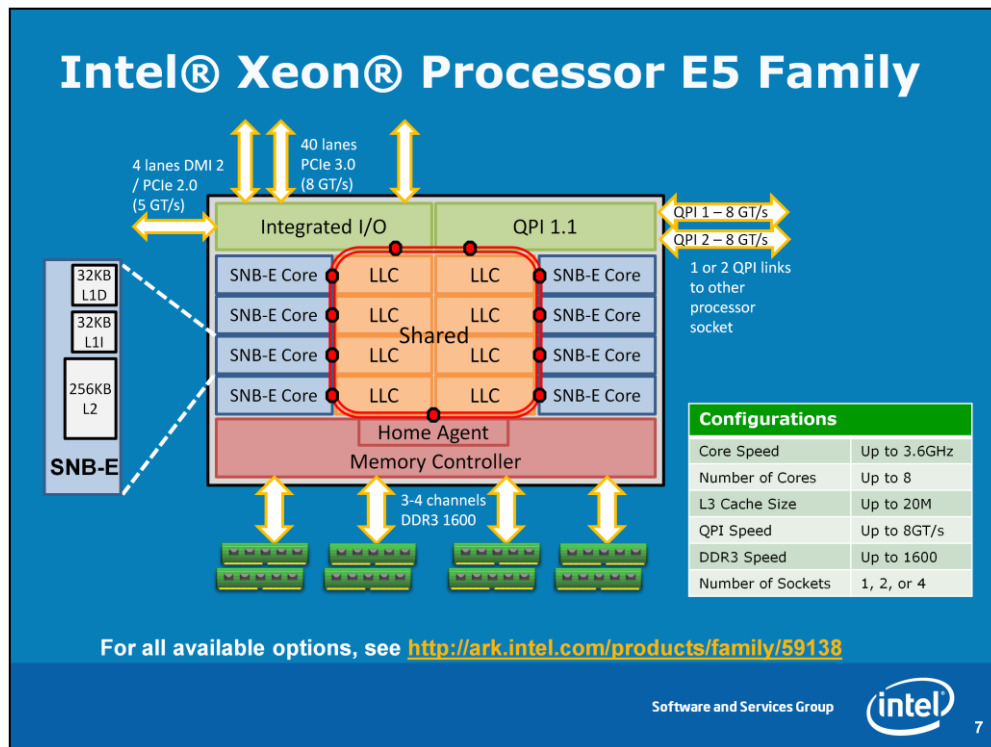 Intel® Xeon® Processor E5 Family
4 lanes DMI 2
/ PCIe 2.0
(5 GT/s)
40 lanes
PCIe 3.0
(8 GT/s)
Integrated I/O
QPI 1.1
QPI 1 – 8 GT/s
QPI 2 – 8 GT/s
1 or 2 QPI links
to other
processor
socket
32KB
L1D
32KB
L1I
256KB
L2
SNB-E
SNB-E Core LLC LLC SNB-E Core
SNB-E Core LLC LLC SNB-E Core
Shared
SNB-E Core LLC LLC SNB-E Core
SNB-E Core LLC LLC SNB-E Core
Home Agent
Memory Controller
3-4 channels
DDR3 1600
Configurations
Core Speed Up to 3.6GHz
Number of Cores Up to 8
L3 Cache Size Up to 20M
QPI Speed Up to 8GT/s
DDR3 Speed Up to 1600
Number of Sockets 1, 2, or 4
For all available options, see http://ark.intel.com/products/family/59138
Software and Services Group
intel®
7